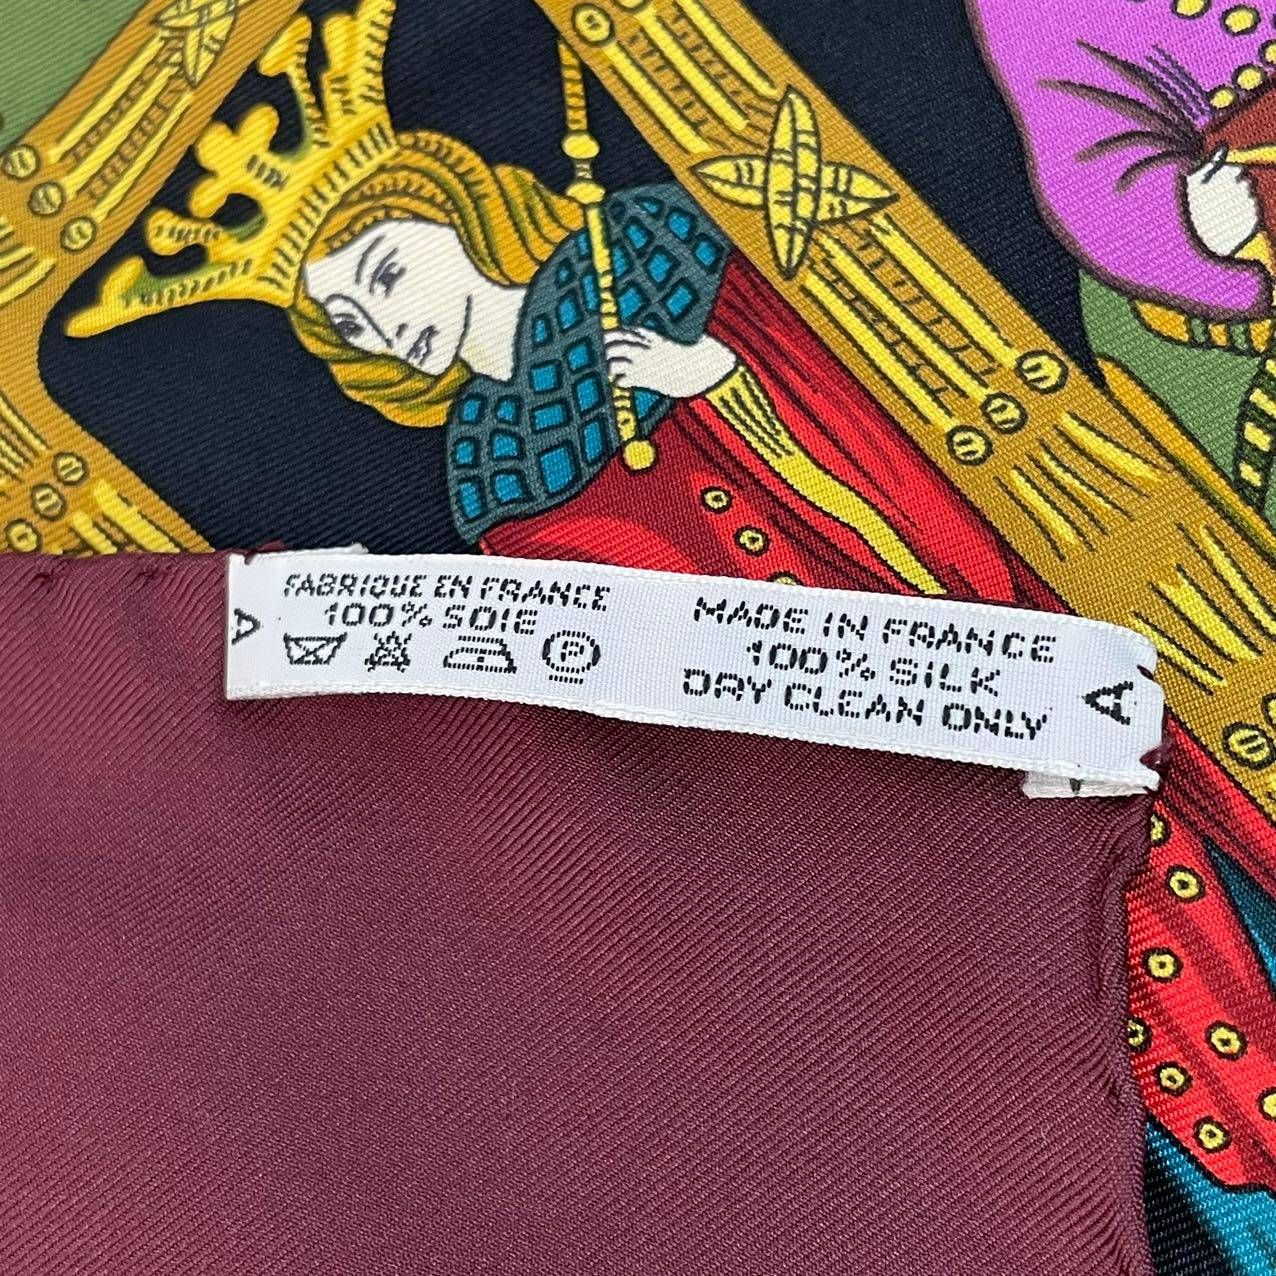 A
FABRIQUE EN FRANCE
100% SOIE
P
MADE IN FRANCE
100% SILK
DRY CLEAN ONLY
A